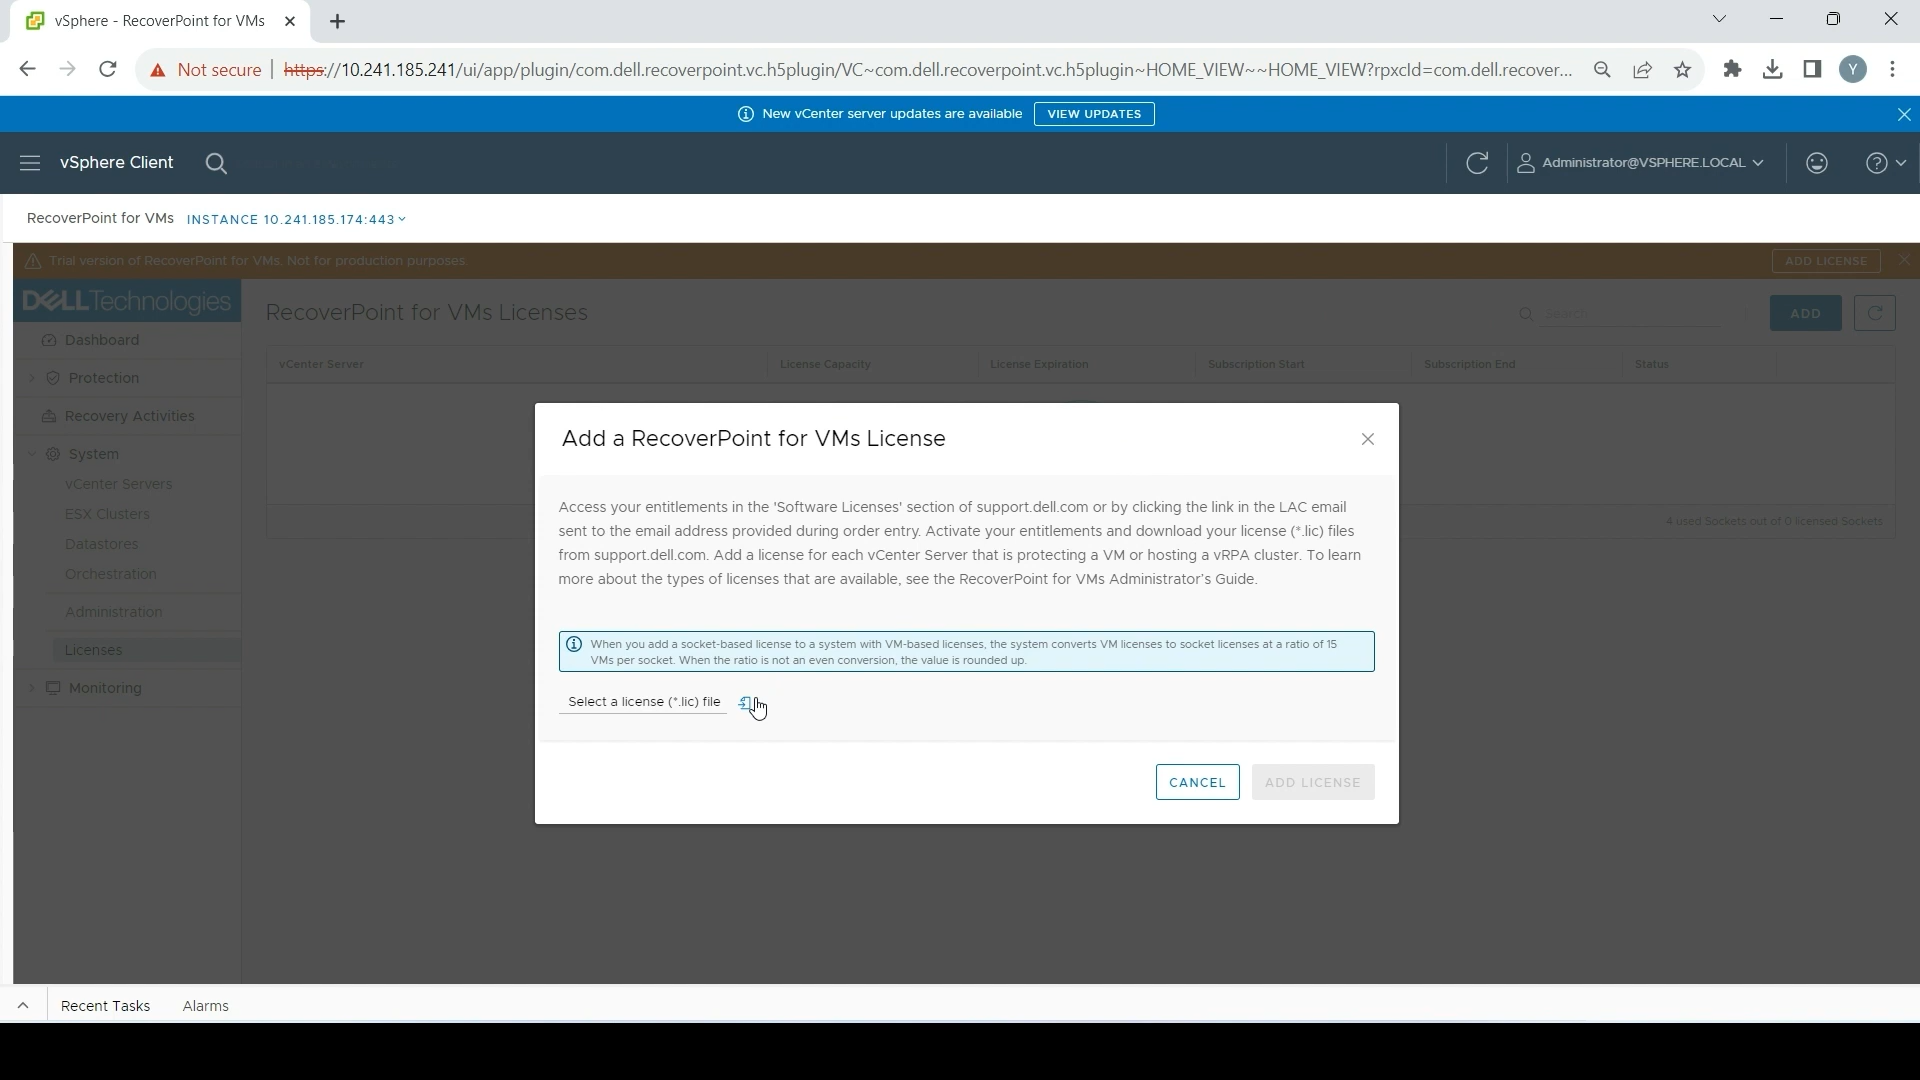 vSphere - RecoverPoint for VMs
Not secure
https://10.241.185.241/ui/app/plugin/com.dell.recoverpoint.vc.h5plugin/VC~com.dell.recoverpoint.vc.h5plugin~HOME_VIEW~~HOME_VIEW?rpxcId=com.dell.recover...
Y
New vCenter server updates are available
VIEW UPDATES
vSphere Client
Administrator@VSPHERE.LOCAL
RecoverPoint for VMs
INSTANCE 10.241.185.174:443
Trial version of RecoverPoint for VMs. Not for production purposes.
ADD LICENSE
DELLTechnologies
RecoverPoint for VMs Licenses
Search
ADD
Dashboard
Protection
Recovery Activities
System
vCenter Servers
ESX Clusters
Datastores
Orchestration
Administration
Licenses
Monitoring
vCenter Server
License Capacity
License Expiration
Subscription Start
Subscription End
Status
4 used Sockets out of 0 licensed Sockets
Add a RecoverPoint for VMs License
Access your entitlements in the 'Software Licenses' section of support.dell.com or by clicking the link in the LAC email
sent to the email address provided during order entry. Activate your entitlements and download your license (*.lic) files
from support.dell.com. Add a license for each vCenter Server that is protecting a VM or hosting a vRPA cluster. To learn
more about the types of licenses that are available, see the RecoverPoint for VMs Administrator's Guide.
When you add a socket-based license to a system with VM-based licenses, the system converts VM licenses to socket licenses at a ratio of 15
VMs per socket. When the ratio is not an even conversion, the value is rounded up.
Select a license (*.lic) file
CANCEL
ADD LICENSE
Recent Tasks
Alarms